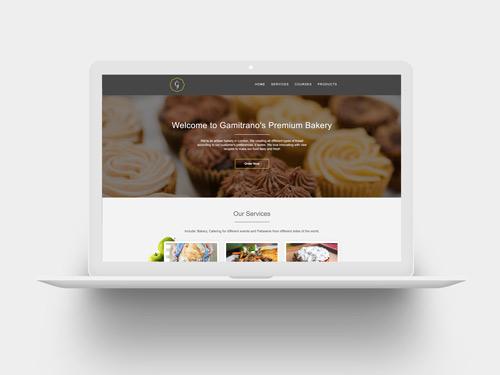 G
HOME SERVICES COURSES PRODUCTS
Welcome to Gamitrano's Premium Bakery
We're an artisan bakery in London. We creating all different types of bread
according to our customer's preferences & tastes. We love innovating with new
recipes to make our food tasty and fresh!
Order Now
Our Services
Include: Bakery, Catering for different events and Patisserie from different sides of the world.